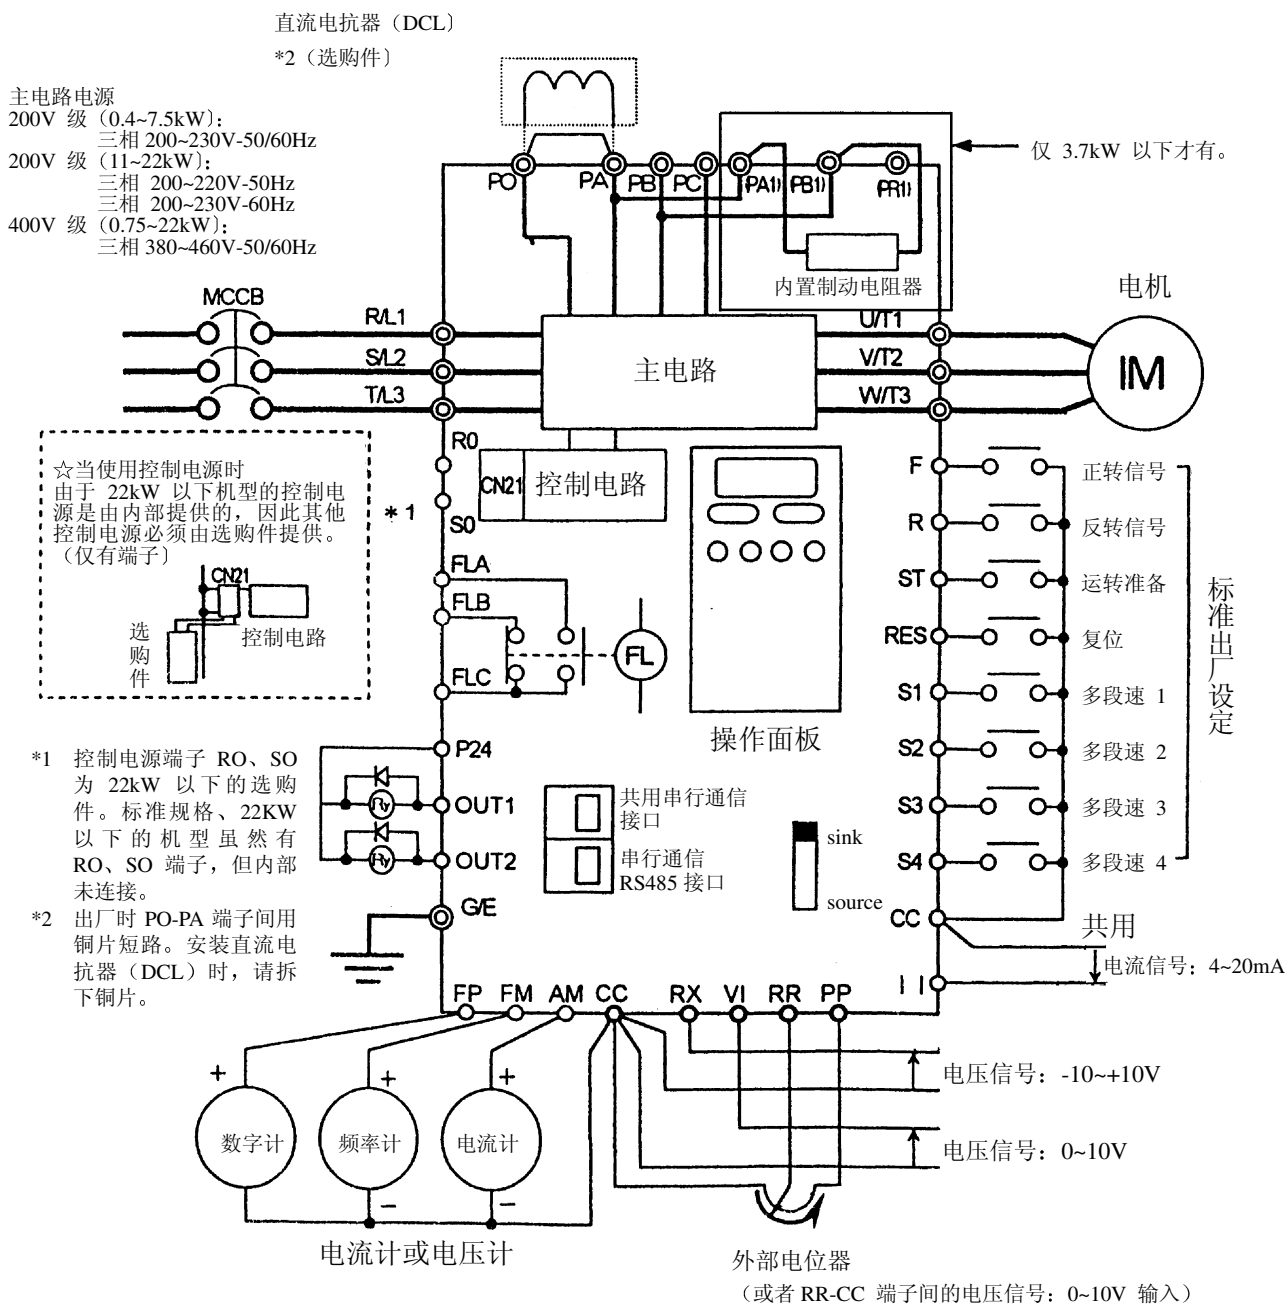 直流电抗器（DCL）
*2（选购件）
主电路电源
200V 级（0.4~7.5kW）：
三相 200~230V-50/60Hz
200V 级（11~22kW）：
三相 200~220V-50Hz
三相 200~230V-60Hz
400V 级（0.75~22kW）：
三相 380~460V-50/60Hz
仅 3.7kW 以下才有。
PO
PA
PB
PC
(PA1)
(PB1)
(PR1)
内置制动电阻器
电机
MCCB
R/L1
S/L2
T/L3
主电路
U/T1
V/T2
W/T3
IM
☆当使用控制电源时
由于 22kW 以下机型的控制电
源是由内部提供的，因此其他
控制电源必须由选购件提供。
（仅有端子）
CN21
选购件
控制电路
R0
*1
S0
CN21
控制电路
FLA
FLB
FLC
FL
操作面板
F
正转信号
R
反转信号
ST
运转准备
RES
复位
S1
多段速 1
S2
多段速 2
S3
多段速 3
S4
多段速 4
标准出厂设定
*1 控制电源端子 RO、SO
为 22kW 以下的选购
件。标准规格、22KW
以下的机型虽然有
RO、SO 端子，但内部
未连接。
*2 出厂时 PO-PA 端子间用
铜片短路。安装直流电
抗器（DCL）时，请拆
下铜片。
P24
Ry
OUT1
Ry
OUT2
G/E
共用串行通信
接口
串行通信
RS485 接口
sink
source
CC
共用
I I
电流信号：4~20mA
FP
FM
AM
CC
RX
VI
RR
PP
电压信号：-10~+10V
电压信号：0~10V
+
+
+
数字计
频率计
电流计
−
−
电流计或电压计
外部电位器
（或者 RR-CC 端子间的电压信号：0~10V 输入）